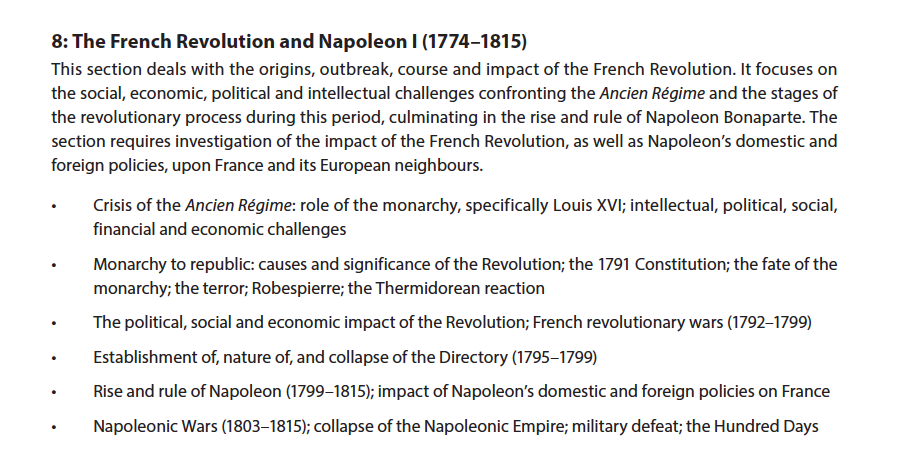 8: The French Revolution and Napoleon I (1774–1815)
This section deals with the origins, outbreak, course and impact of the French Revolution. It focuses on
the social, economic, political and intellectual challenges confronting the Ancien Régime and the stages of
the revolutionary process during this period, culminating in the rise and rule of Napoleon Bonaparte. The
section requires investigation of the impact of the French Revolution, as well as Napoleon’s domestic and
foreign policies, upon France and its European neighbours.
• Crisis of the Ancien Régime: role of the monarchy, specifically Louis XVI; intellectual, political, social,
financial and economic challenges
• Monarchy to republic: causes and significance of the Revolution; the 1791 Constitution; the fate of the
monarchy; the terror; Robespierre; the Thermidorean reaction
• The political, social and economic impact of the Revolution; French revolutionary wars (1792–1799)
• Establishment of, nature of, and collapse of the Directory (1795–1799)
• Rise and rule of Napoleon (1799–1815); impact of Napoleon’s domestic and foreign policies on France
• Napoleonic Wars (1803–1815); collapse of the Napoleonic Empire; military defeat; the Hundred Days